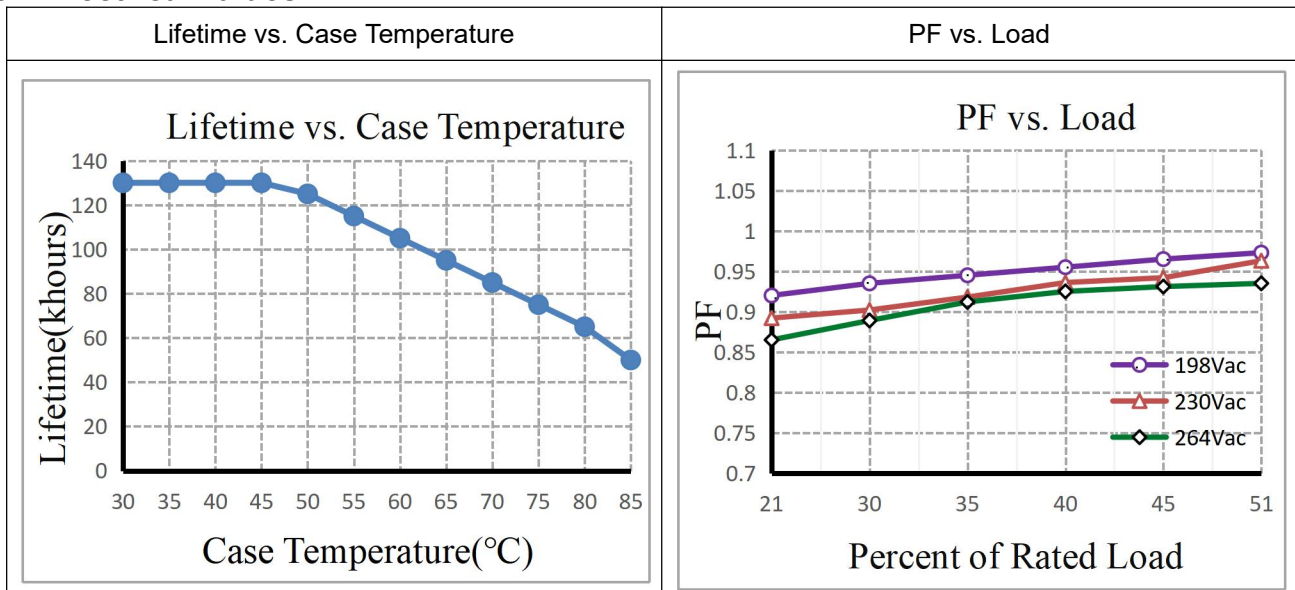 Lifetime vs. Case Temperature
PF vs. Load
Lifetime vs. Case Temperature
140
120
100
80
60
40
20
0
Lifetime(khours)
30 35 40 45 50 55 60 65 70 75 80 85
Case Temperature(°C)
PF vs. Load
1.1
1.05
1
0.95
0.9
0.85
0.8
0.75
0.7
PF
198Vac
230Vac
264Vac
21 30 35 40 45 51
Percent of Rated Load